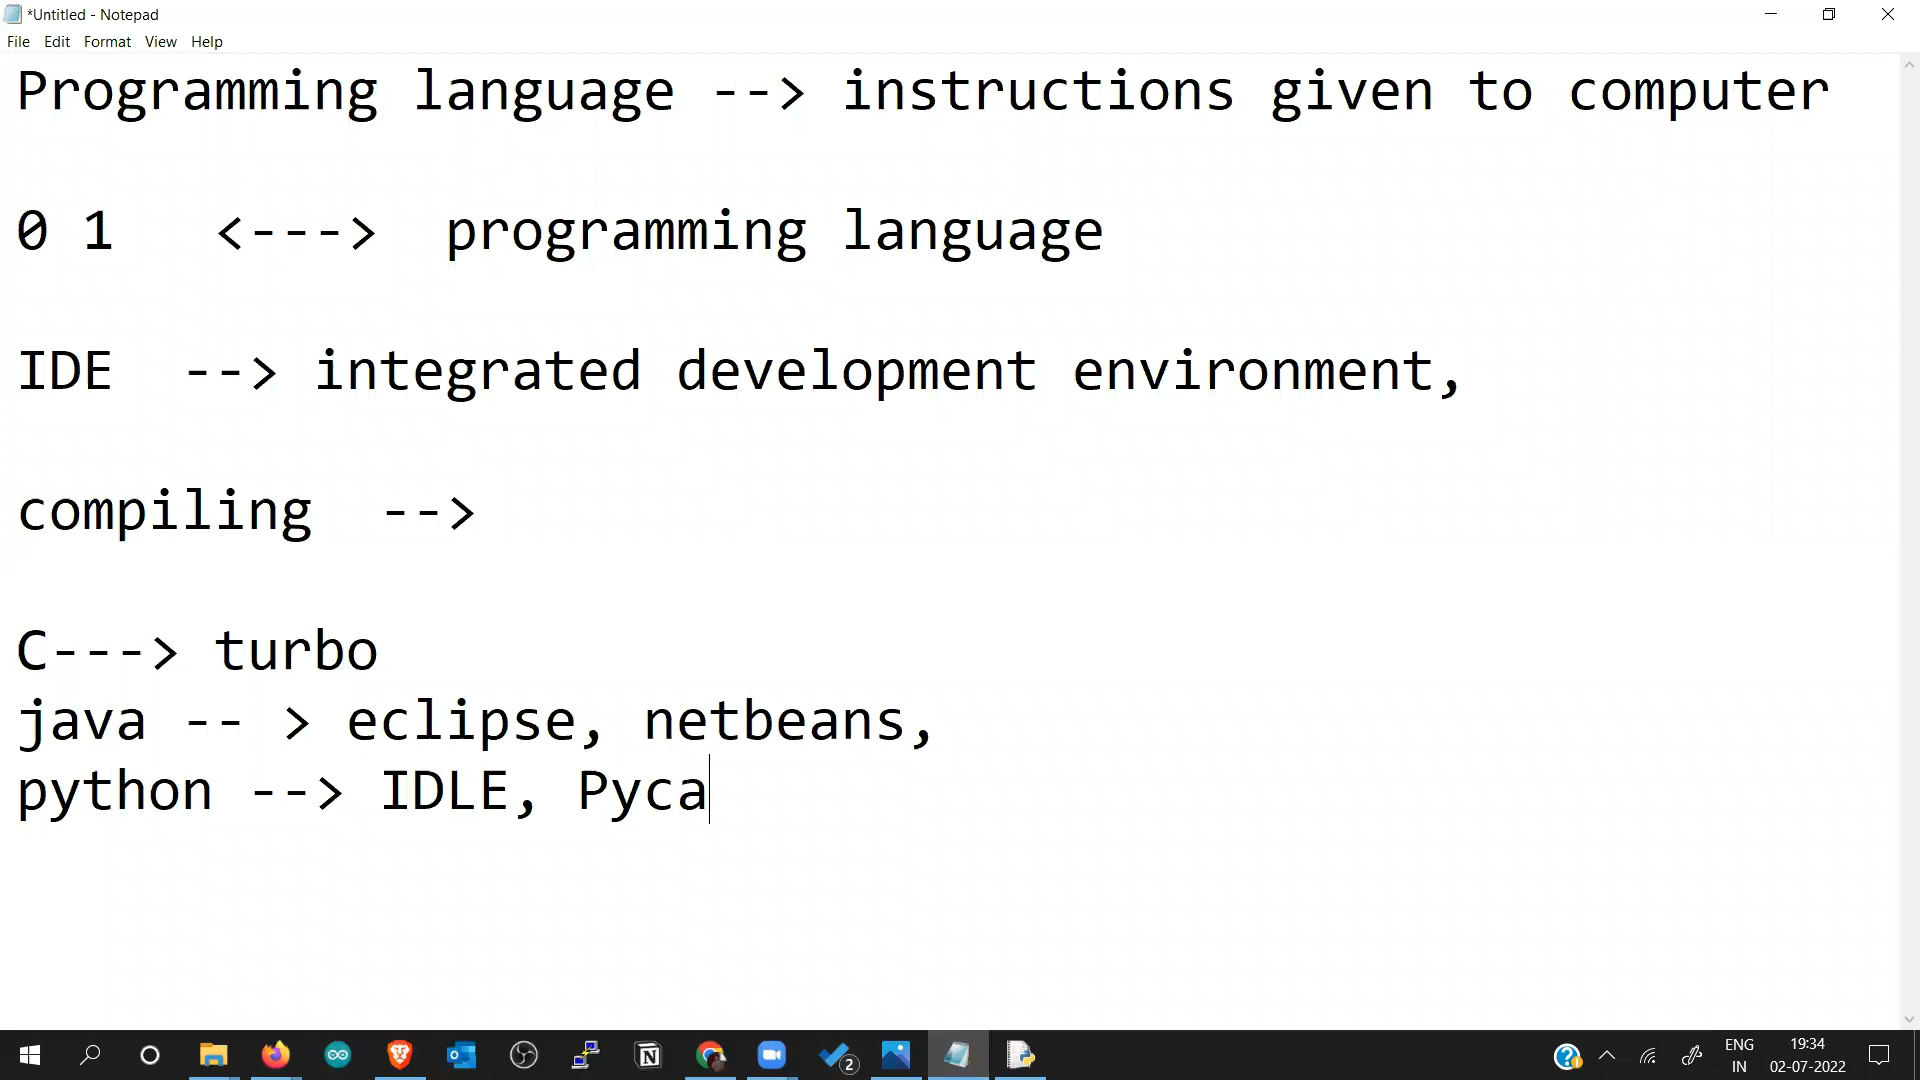 *Untitled - Notepad
File Edit Format View Help
Programming language --> instructions given to computer
0 1 <---> programming language
IDE --> integrated development environment,
compiling -->
C---> turbo
java -- > eclipse, netbeans,
python --> IDLE, Pyca
2
ENG
IN
19:34
02-07-2022